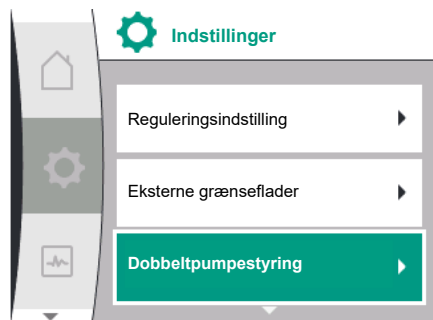 Indstillinger
Reguleringsindstilling
Eksterne grænseflader
Dobbeltpumpestyring